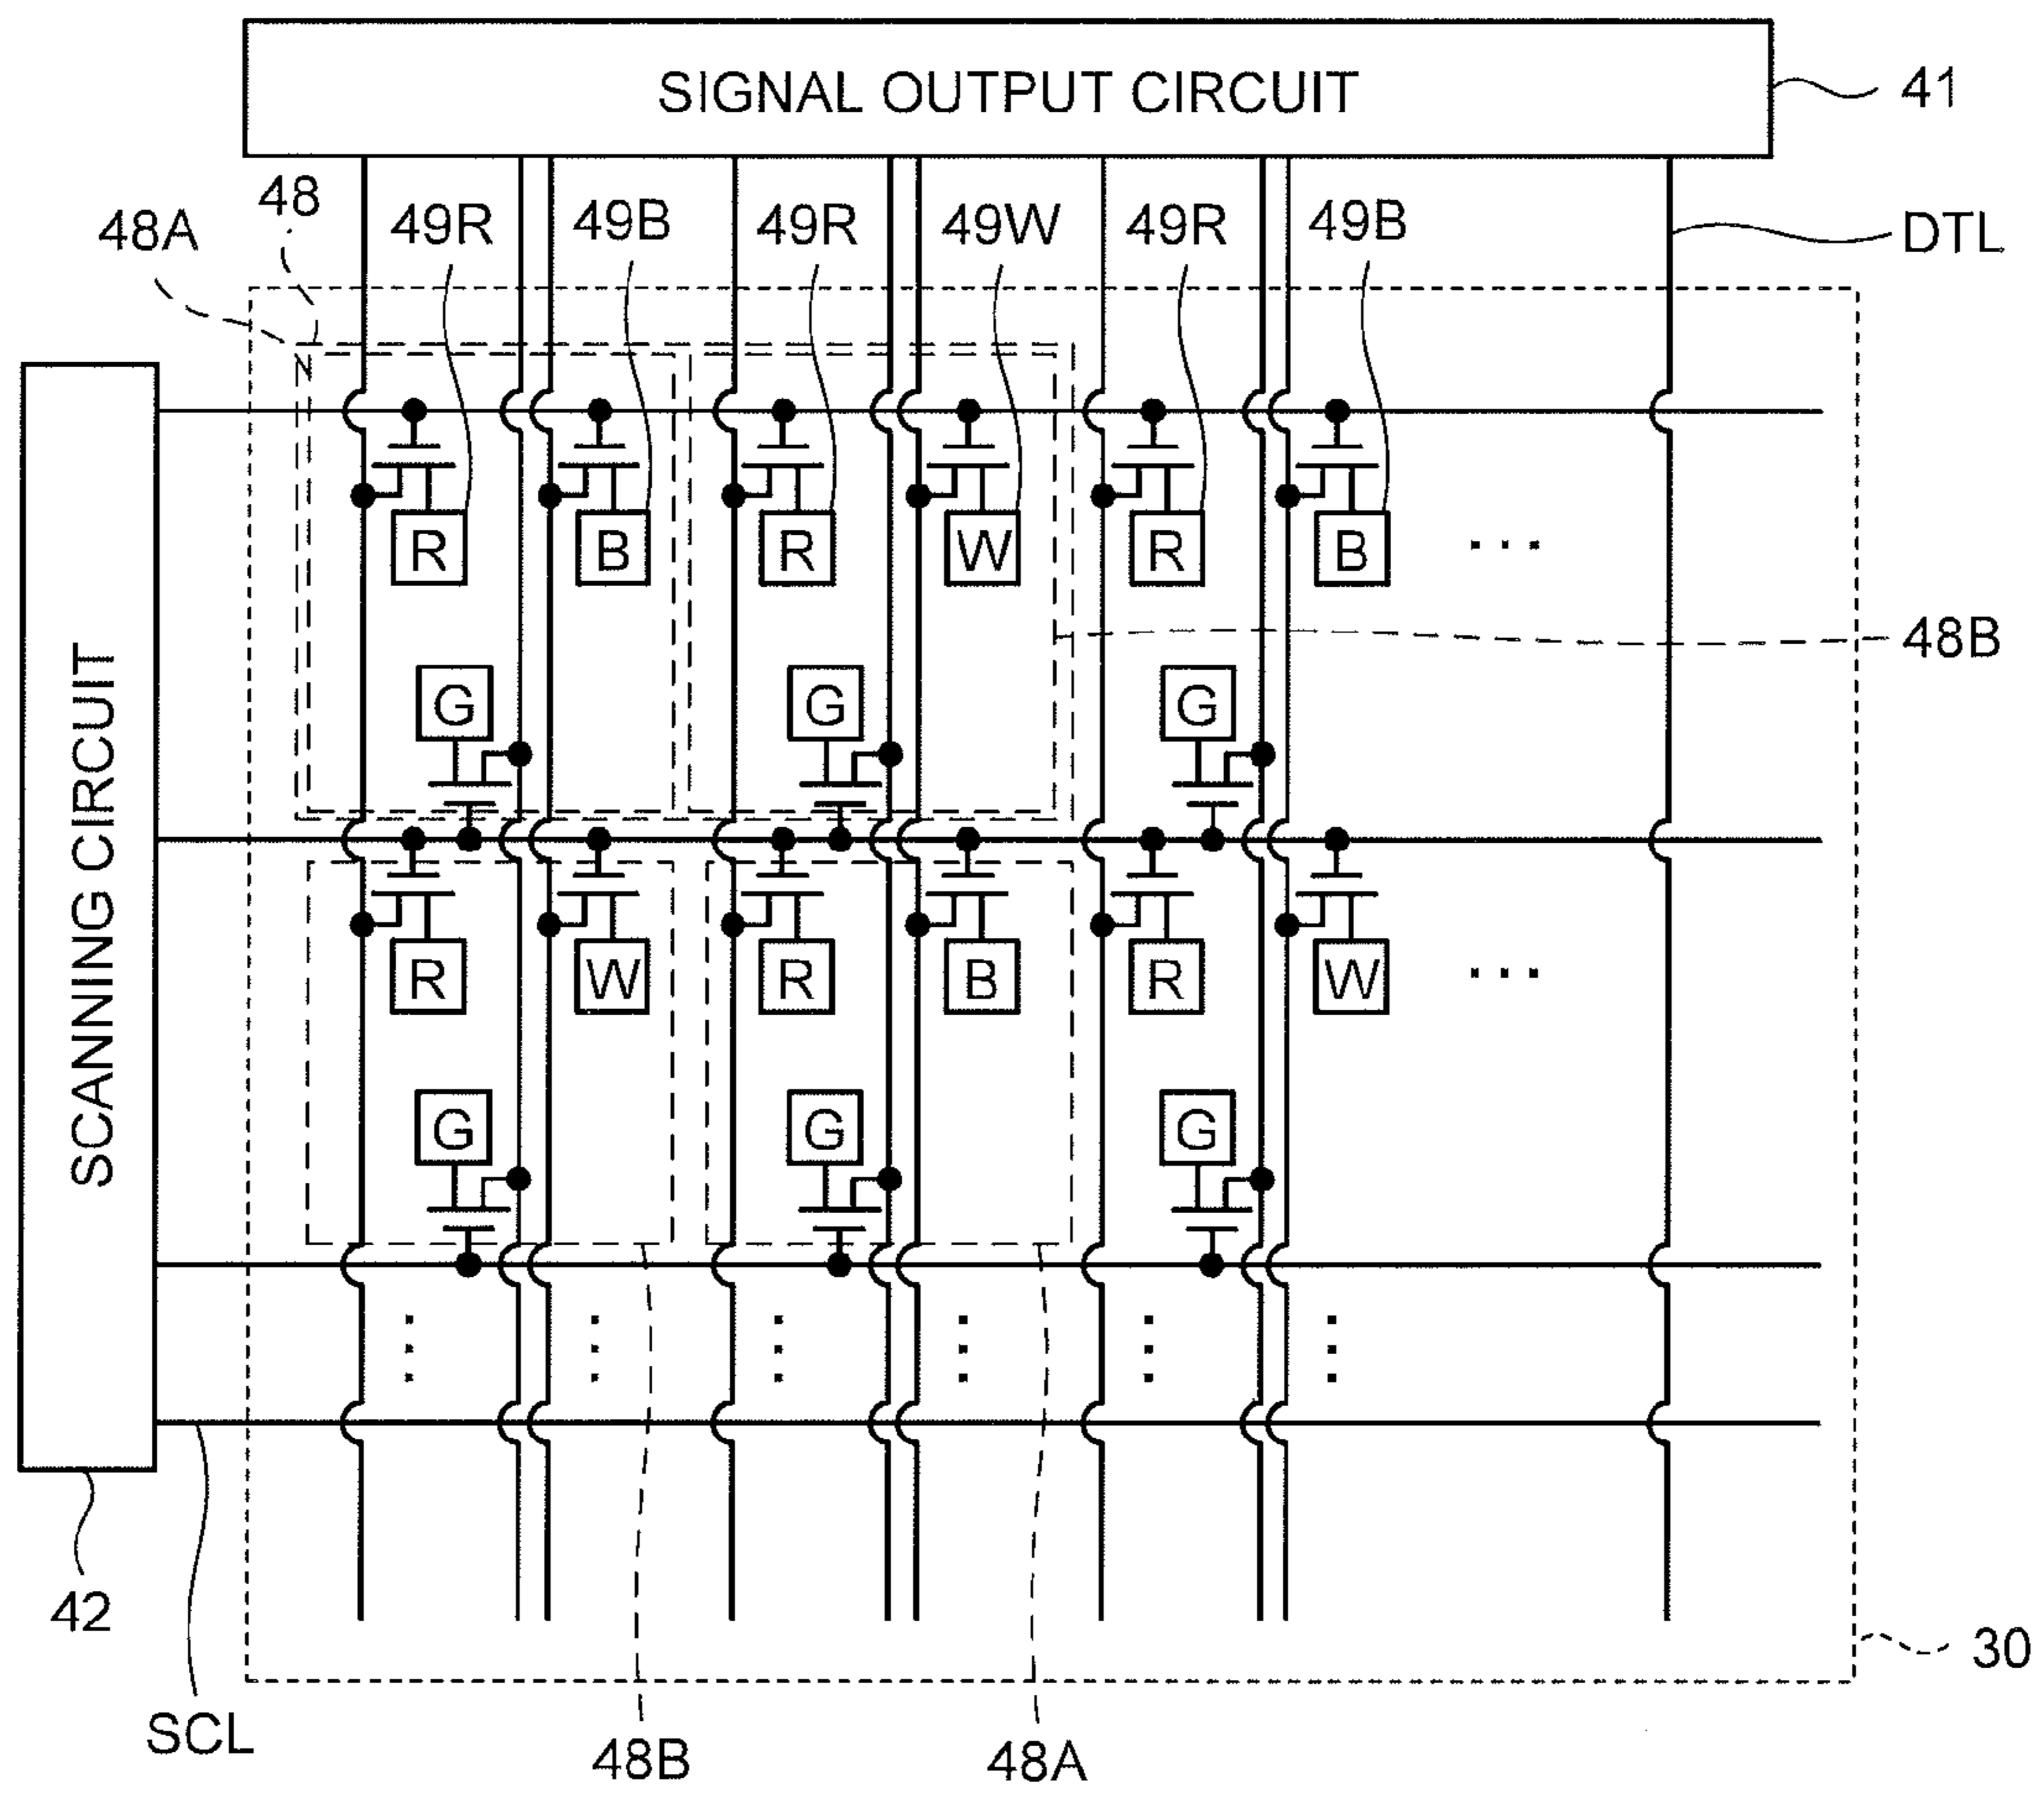 SIGNAL OUTPUT CIRCUIT
41
48
48A
49R
49B
49R
49W
49R
49B
DTL
R
B
R
W
R
B
...
48B
SCANNING CIRCUIT
G
G
G
R
W
R
B
R
W
...
G
G
G
42
30
SCL
48B
48A